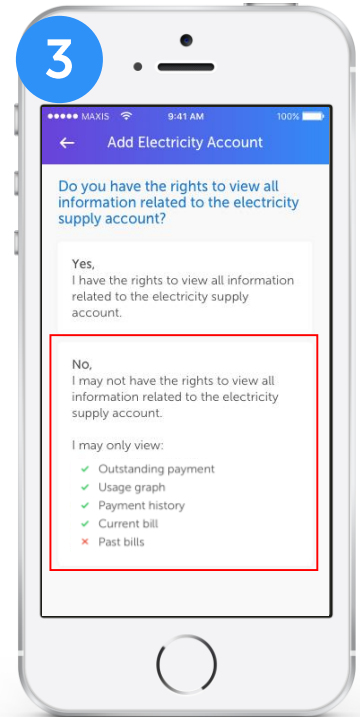 3
MAXIS 9:41 AM 100%
Add Electricity Account
Do you have the rights to view all
information related to the electricity
supply account?
Yes,
I have the rights to view all information
related to the electricity supply
account.
No,
I may not have the rights to view all
information related to the electricity
supply account.
I may only view:
Outstanding payment
Usage graph
Payment history
Current bill
Past bills